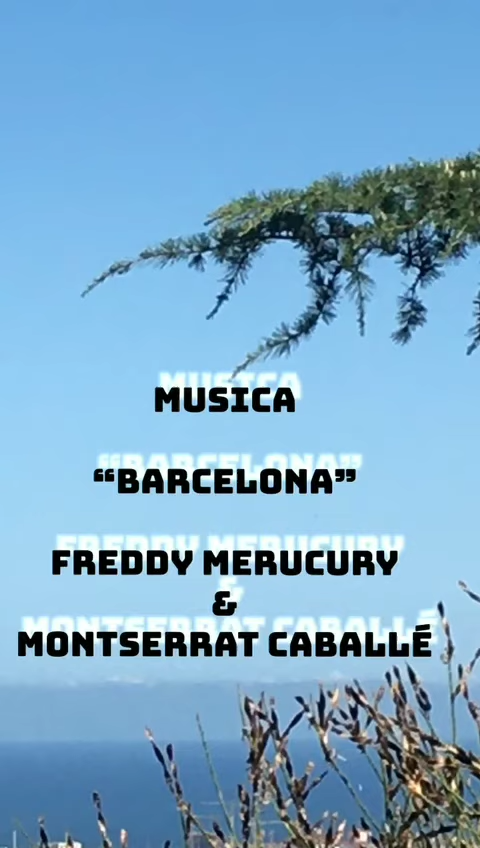 MUSICA
“BARCELONA”
FREDDY MERUCURY
&
MONTSERRAT CABALLÉ